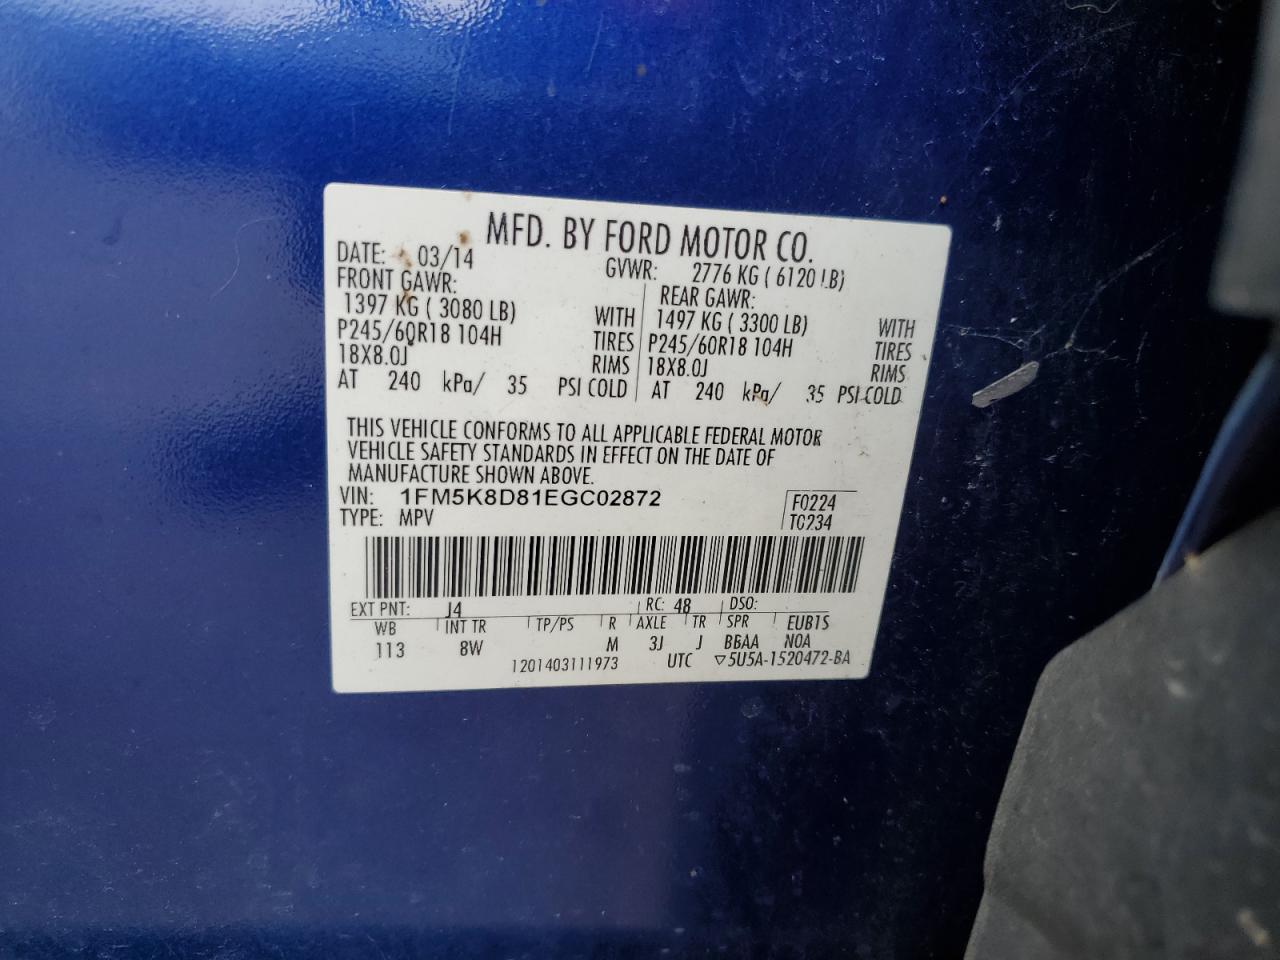 MFD. BY FORD MOTOR CO.
DATE: 03/14 GVWR: 2776 KG ( 6120 LB)
FRONT GAWR: REAR GAWR:
1397 KG ( 3080 LB) WITH 1497 KG ( 3300 LB) WITH
P245/60R18 104H TIRES P245/60R18 104H TIRES
18X8.0J RIMS 18X8.0J RIMS
AT 240 kPa/ 35 PSI COLD AT 240 kPa/ 35 PSI COLD
THIS VEHICLE CONFORMS TO ALL APPLICABLE FEDERAL MOTOR
VEHICLE SAFETY STANDARDS IN EFFECT ON THE DATE OF
MANUFACTURE SHOWN ABOVE.
VIN: 1FM5K8D81EGC02872 F0224
TYPE: MPV T0234
EXT PNT: J4 RC: 48 DSO:
WB INT TR TP/PS R AXLE TR SPR EUB1S
113 8W M 3J J BBAA N0A
1201403111973 UTC ▽5U5A-1520472-BA